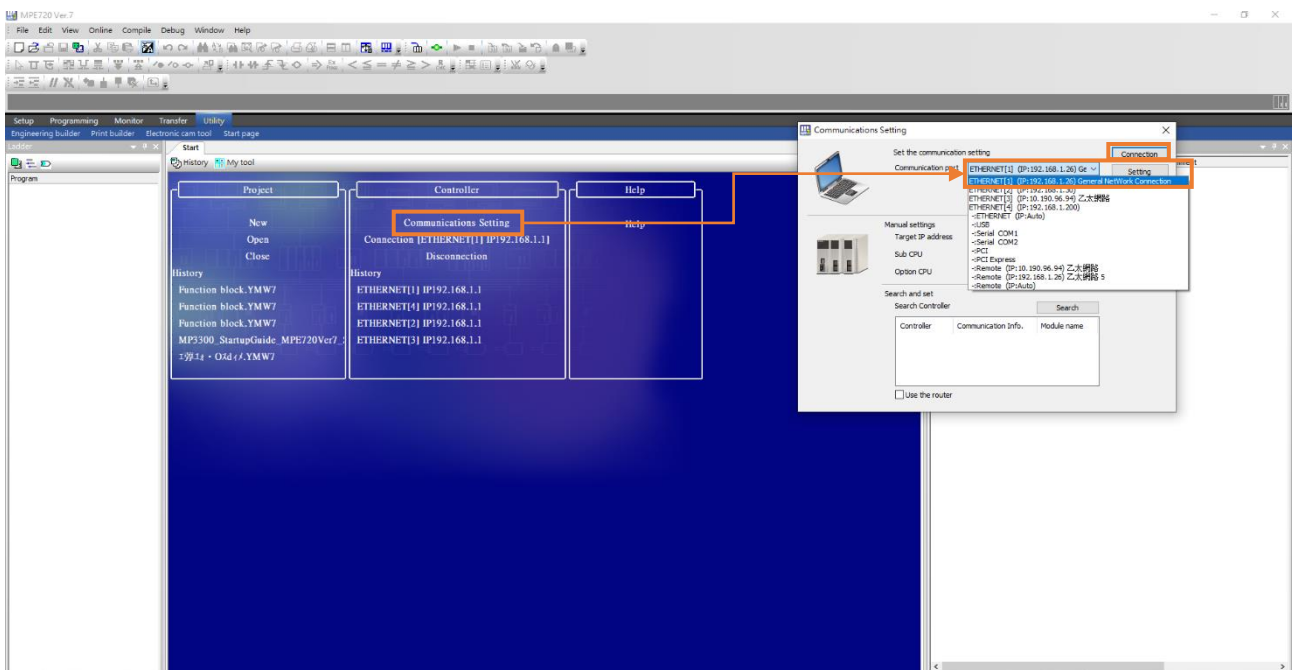 MPE720 Ver.7
File Edit View Online Compile Debug Window Help
Setup Programming Monitor Transfer Utility
Engineering builder Print builder Electronic cam tool Start page
Ladder
Program
Start
History My tool
Project
New
Open
Close
History
Function block.YMW7
Function block.YMW7
Function block.YMW7
MP3300_StartupGuide_MPE720Ver7_
Controller
Communications Setting
Connection [ETHERNET[1] IP192.168.1.1]
Disconnection
History
ETHERNET[1] IP192.168.1.1
ETHERNET[4] IP192.168.1.1
ETHERNET[2] IP192.168.1.1
ETHERNET[3] IP192.168.1.1
Help
Help
Communications Setting
Set the communication setting
Connection
Communication port
ETHERNET[1] (IP:192.168.1.26) Ge
Setting
ETHERNET[1] (IP:192.168.1.26) General NetWork Connection
ETHERNET[2] (IP:192.168.1.30)
ETHERNET[3] (IP:10.190.96.94) 乙太網路
ETHERNET[4] (IP:192.168.1.200)
-:ETHERNET (IP:Auto)
-:USB
-:Serial COM1
-:Serial COM2
-:PCI
-:PCI Express
-:Remote (IP:10.190.96.94) 乙太網路
-:Remote (IP:192.168.1.26) 乙太網路 5
-:Remote (IP:Auto)
Manual settings
Target IP address
Sub CPU
Option CPU
Search and set
Search Controller
Search
Controller Communication Info. Module name
Use the router